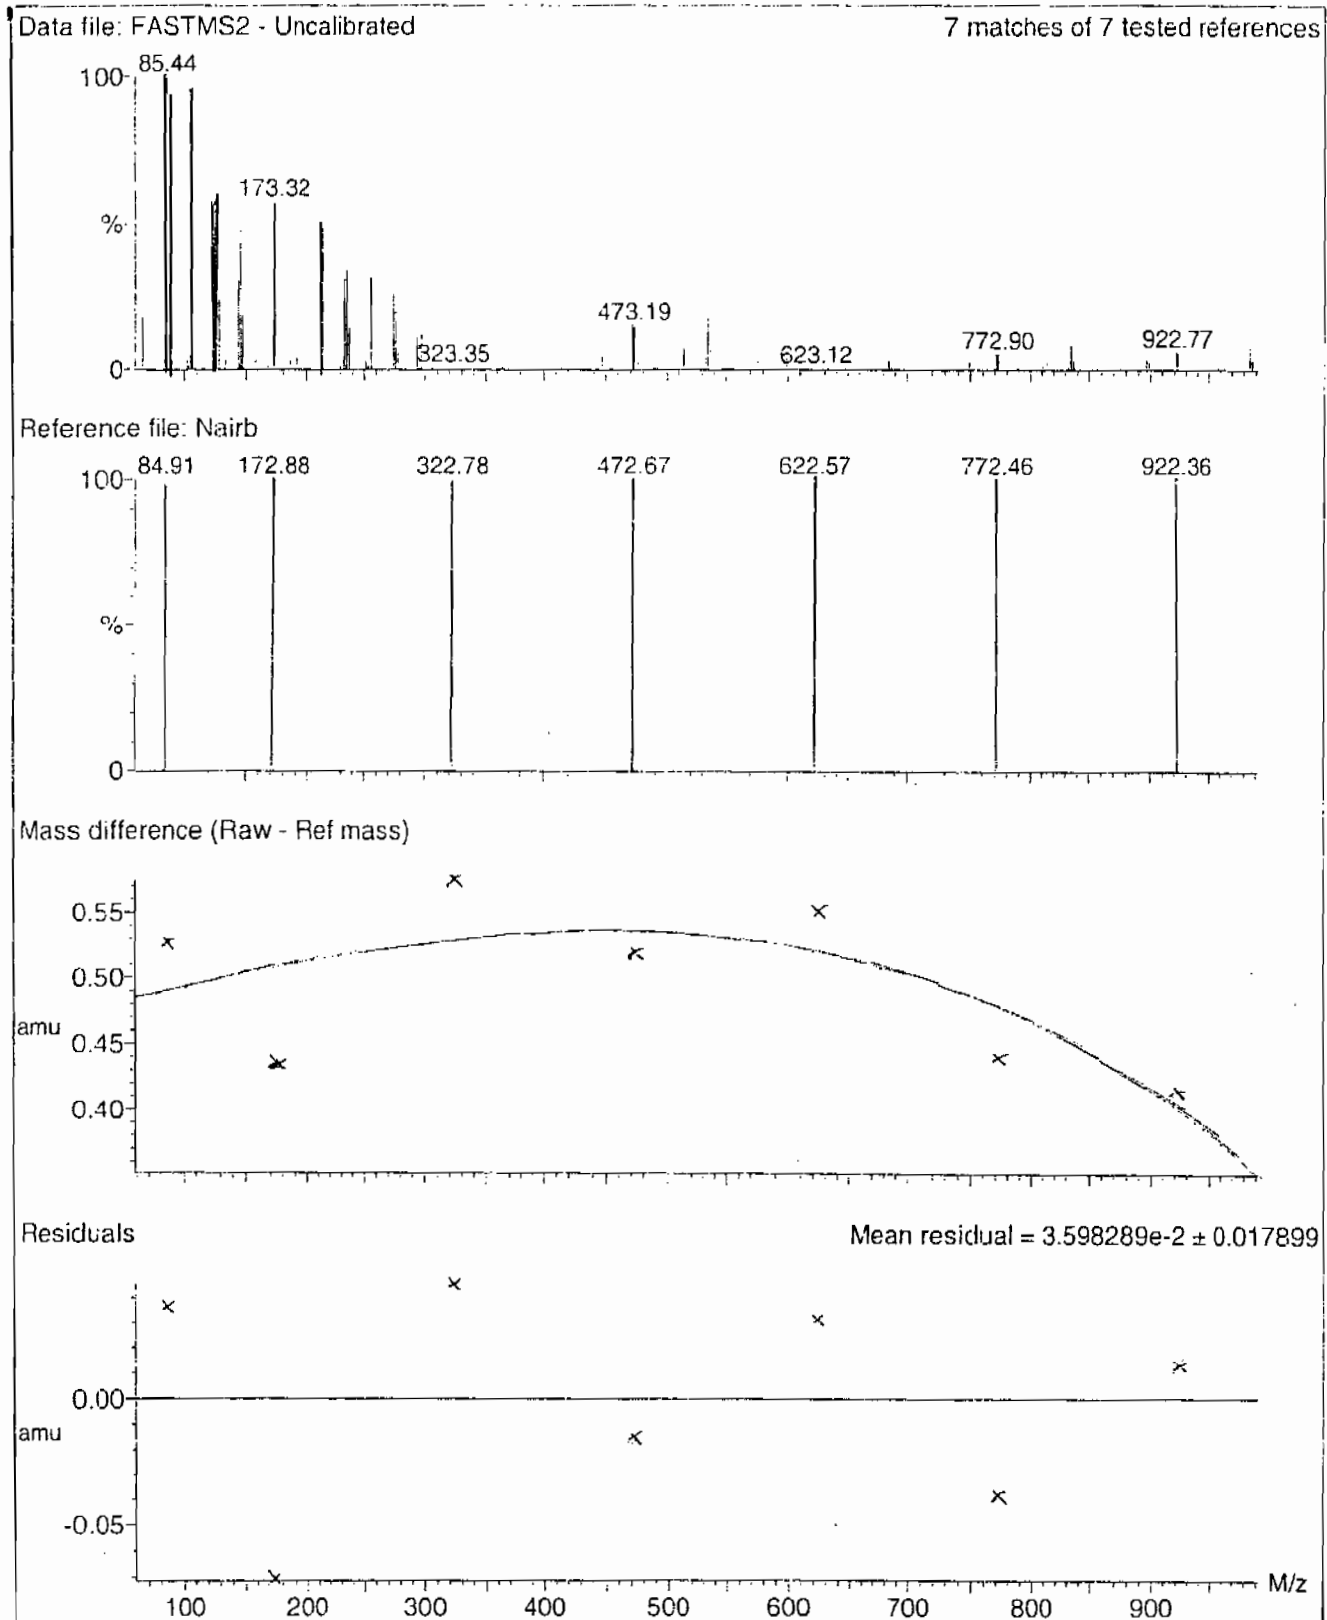 Data file: FASTMS2 - Uncalibrated 7 matches of 7 tested references
85.44
100
173.32
%
473.19
323.35 623.12 772.90 922.77
0
Reference file: Nairb
84.91 172.88 322.78 472.67 622.57 772.46 922.36
100
%
0
Mass difference (Raw - Ref mass)
0.55
0.50
amu
0.45
0.40
Residuals Mean residual = 3.598289e-2 ± 0.017899
0.00
amu
-0.05
M/z
100 200 300 400 500 600 700 800 900